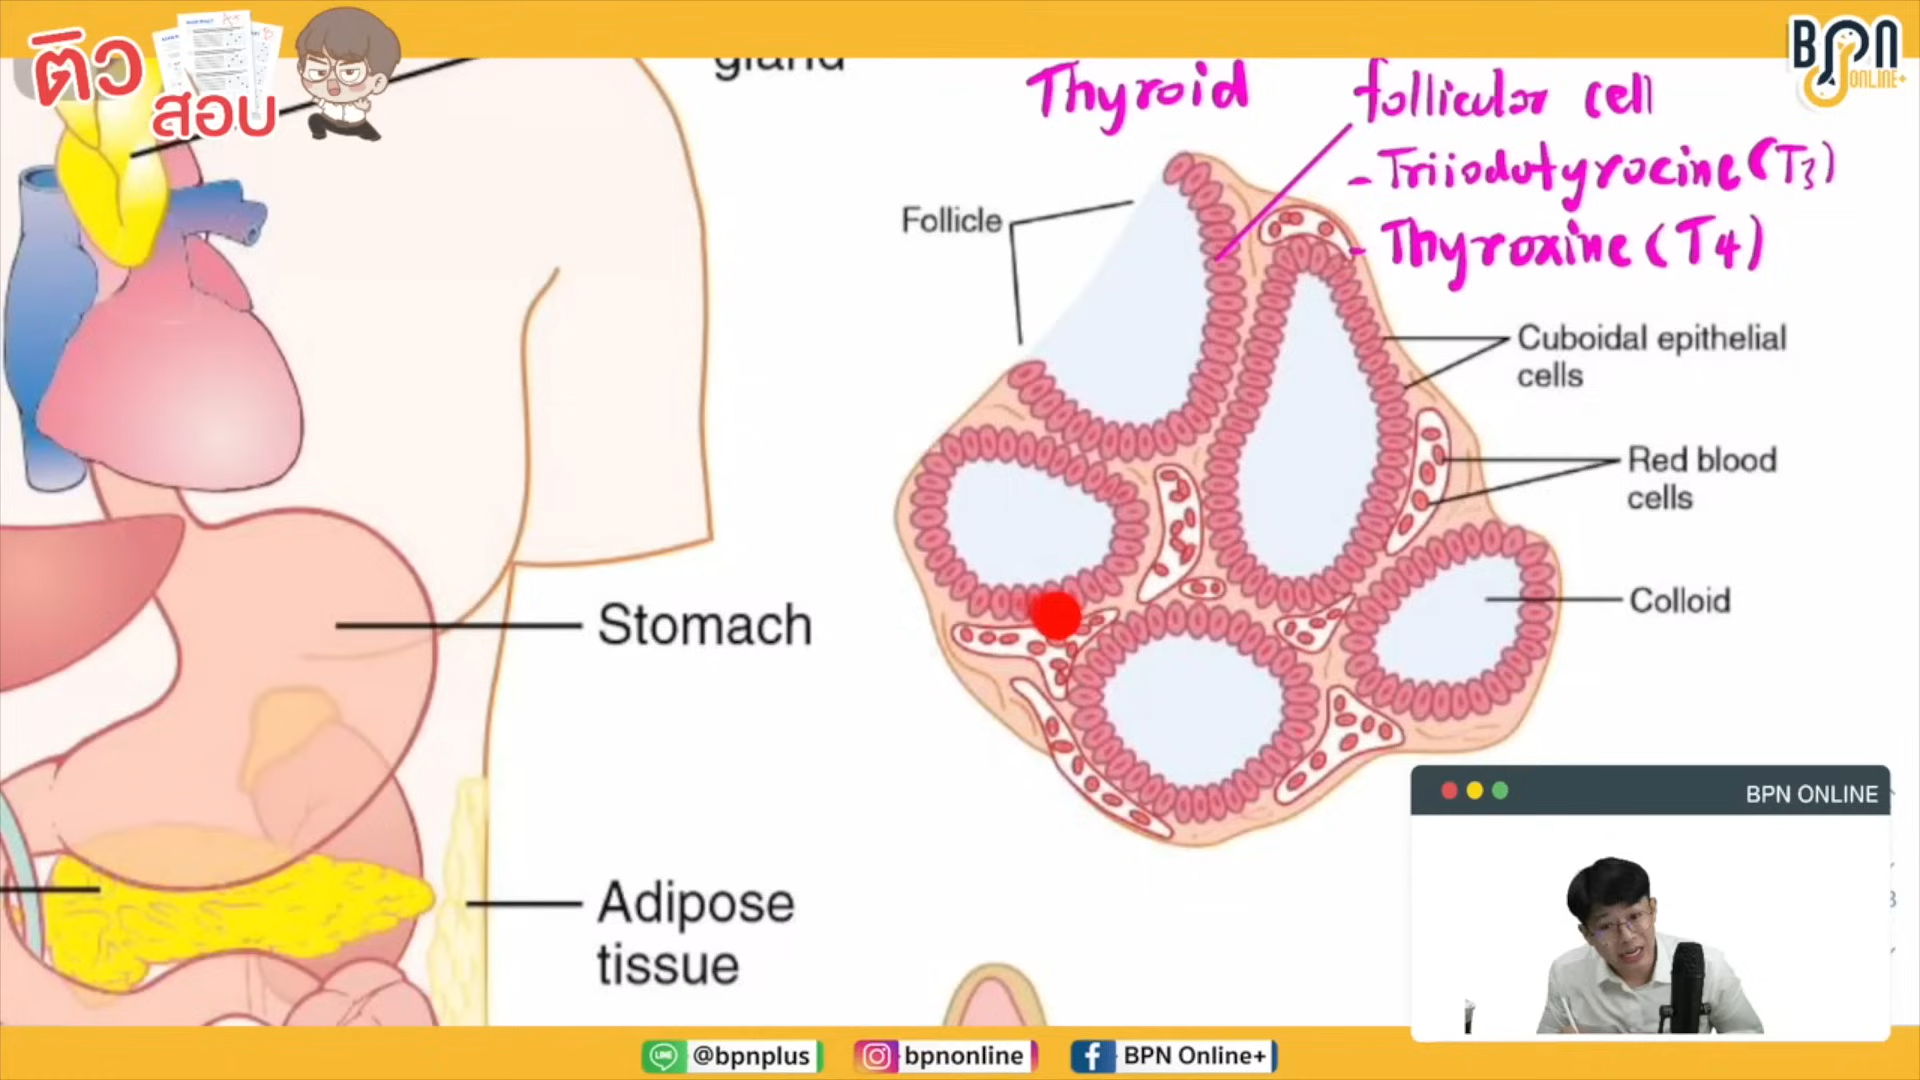 ติว
สอบ
gland
Thyroid
follicular cell
- Triiodotyrocine (T3)
- Thyroxine (T4)
Follicle
Cuboidal epithelial
cells
Red blood
cells
Colloid
Stomach
Adipose
tissue
BPN
ONLINE+
BPN ONLINE
LINE
@bpnplus
bpnonline
BPN Online+